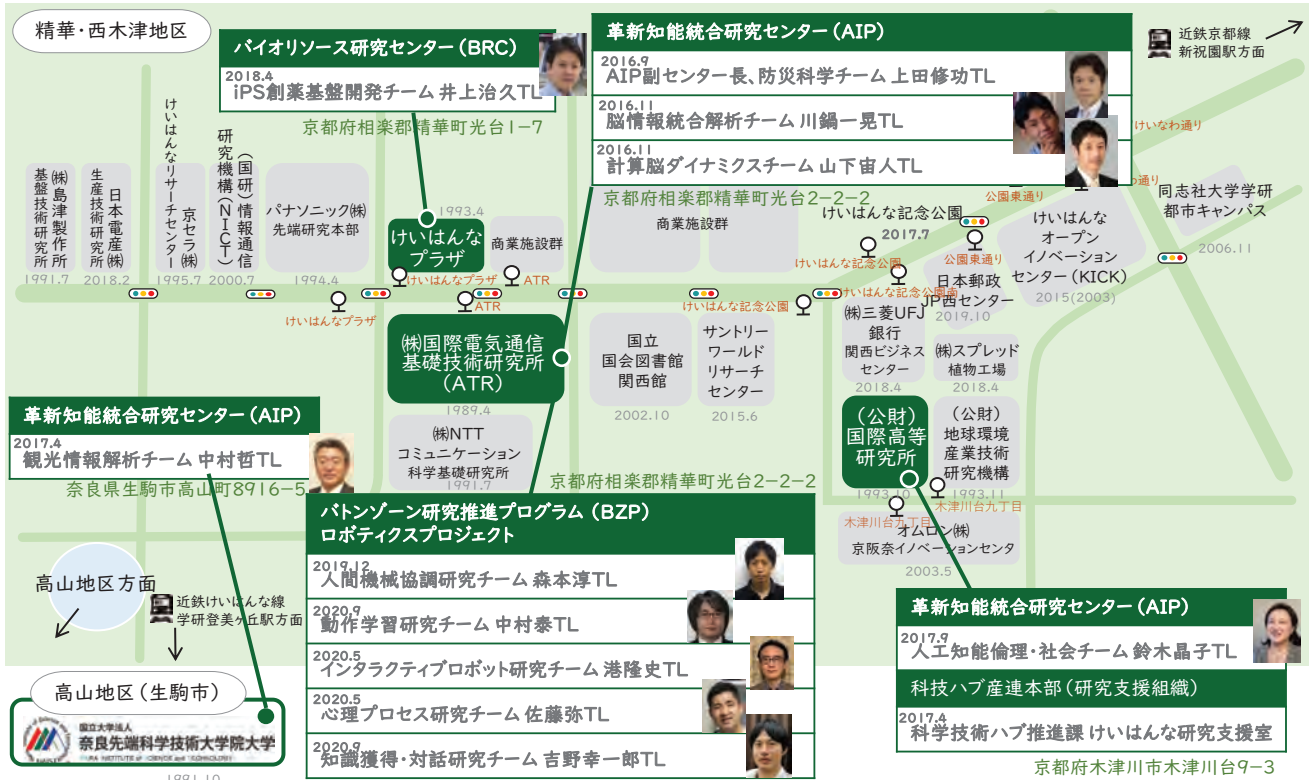 精華・西木津地区
バイオリソース研究センター(BRC)
2018.4
iPS創薬基盤開発チーム 井上治久TL
京都府相楽郡精華町光台1-7
革新知能統合研究センター(AIP)
2016.9
AIP副センター長、防災科学チーム 上田修功TL
2016.11
脳情報統合解析チーム 川鍋一晃TL
2016.11
計算脳ダイナミクスチーム 山下宙人TL
京都府相楽郡精華町光台2-2-2
近鉄京都線
新祝園駅方面
けいなわ通り
わ通り
公園東通り
㈱島津製作所
基盤技術研究所
1991.7
日本電産㈱
生産技術研究所
2018.2
京セラ㈱
けいはんなリサーチセンター
1995.7
(国研)情報通信
研究機構(NICT)
2000.7
パナソニック㈱
先端研究本部
1994.4
けいはんなプラザ
1993.4
けいはんな
プラザ
けいはんなプラザ
商業施設群
ATR
ATR
商業施設群
けいはんな記念公園
2017.7
けいはんな記念公園
けいはんな記念公園
けいはんな記念公園南
公園東通り
日本郵政
JP西センター
2019.10
けいはんな
オープン
イノベーション
センター(KICK)
2015(2003)
同志社大学学研
都市キャンパス
2006.11
㈱国際電気通信
基礎技術研究所
(ATR)
1989.4
㈱NTT
コミュニケーション
科学基礎研究所
1991.7
国立
国会図書館
関西館
2002.10
サントリー
ワールド
リサーチ
センター
2015.6
㈱三菱UFJ
銀行
関西ビジネス
センター
2018.4
㈱スプレッド
植物工場
2018.4
(公財)
国際高等
研究所
1993.10
(公財)
地球環境
産業技術
研究機構
1993.11
木津川台九丁目
木津川台九丁目
オムロン㈱
京阪奈イノベーションセンタ
2003.5
革新知能統合研究センター(AIP)
2017.4
観光情報解析チーム 中村哲TL
奈良県生駒市高山町8916-5
京都府相楽郡精華町光台2-2-2
バトンゾーン研究推進プログラム(BZP)
ロボティクスプロジェクト
2019.12
人間機械協調研究チーム 森本淳TL
2020.9
動作学習研究チーム 中村泰TL
2020.5
インタラクティブロボット研究チーム 港隆史TL
2020.5
心理プロセス研究チーム 佐藤弥TL
2020.9
知識獲得・対話研究チーム 吉野幸一郎TL
高山地区方面
近鉄けいはんな線
学研登美ヶ丘駅方面
高山地区(生駒市)
国立大学法人
奈良先端科学技術大学院大学
1991.10
革新知能統合研究センター(AIP)
2017.9
人工知能倫理・社会チーム 鈴木晶子TL
科技ハブ産連本部(研究支援組織)
2017.4
科学技術ハブ推進課 けいはんな研究支援室
京都府木津川市木津川台9-3